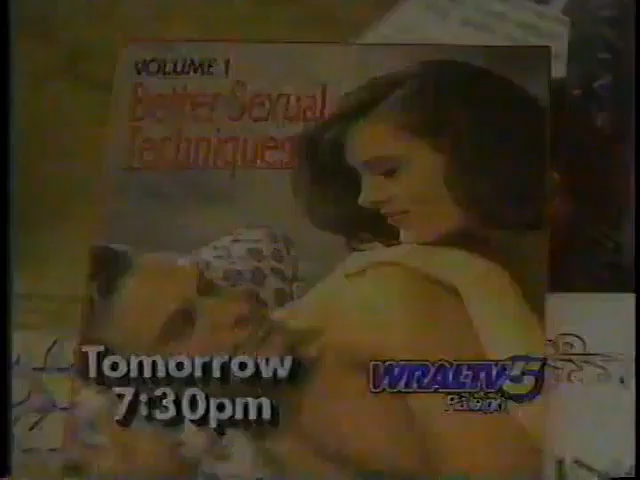 VOLUME 1
Better Sexual
Techniques
Tomorrow
7:30pm
WRAL TV 5
Raleigh